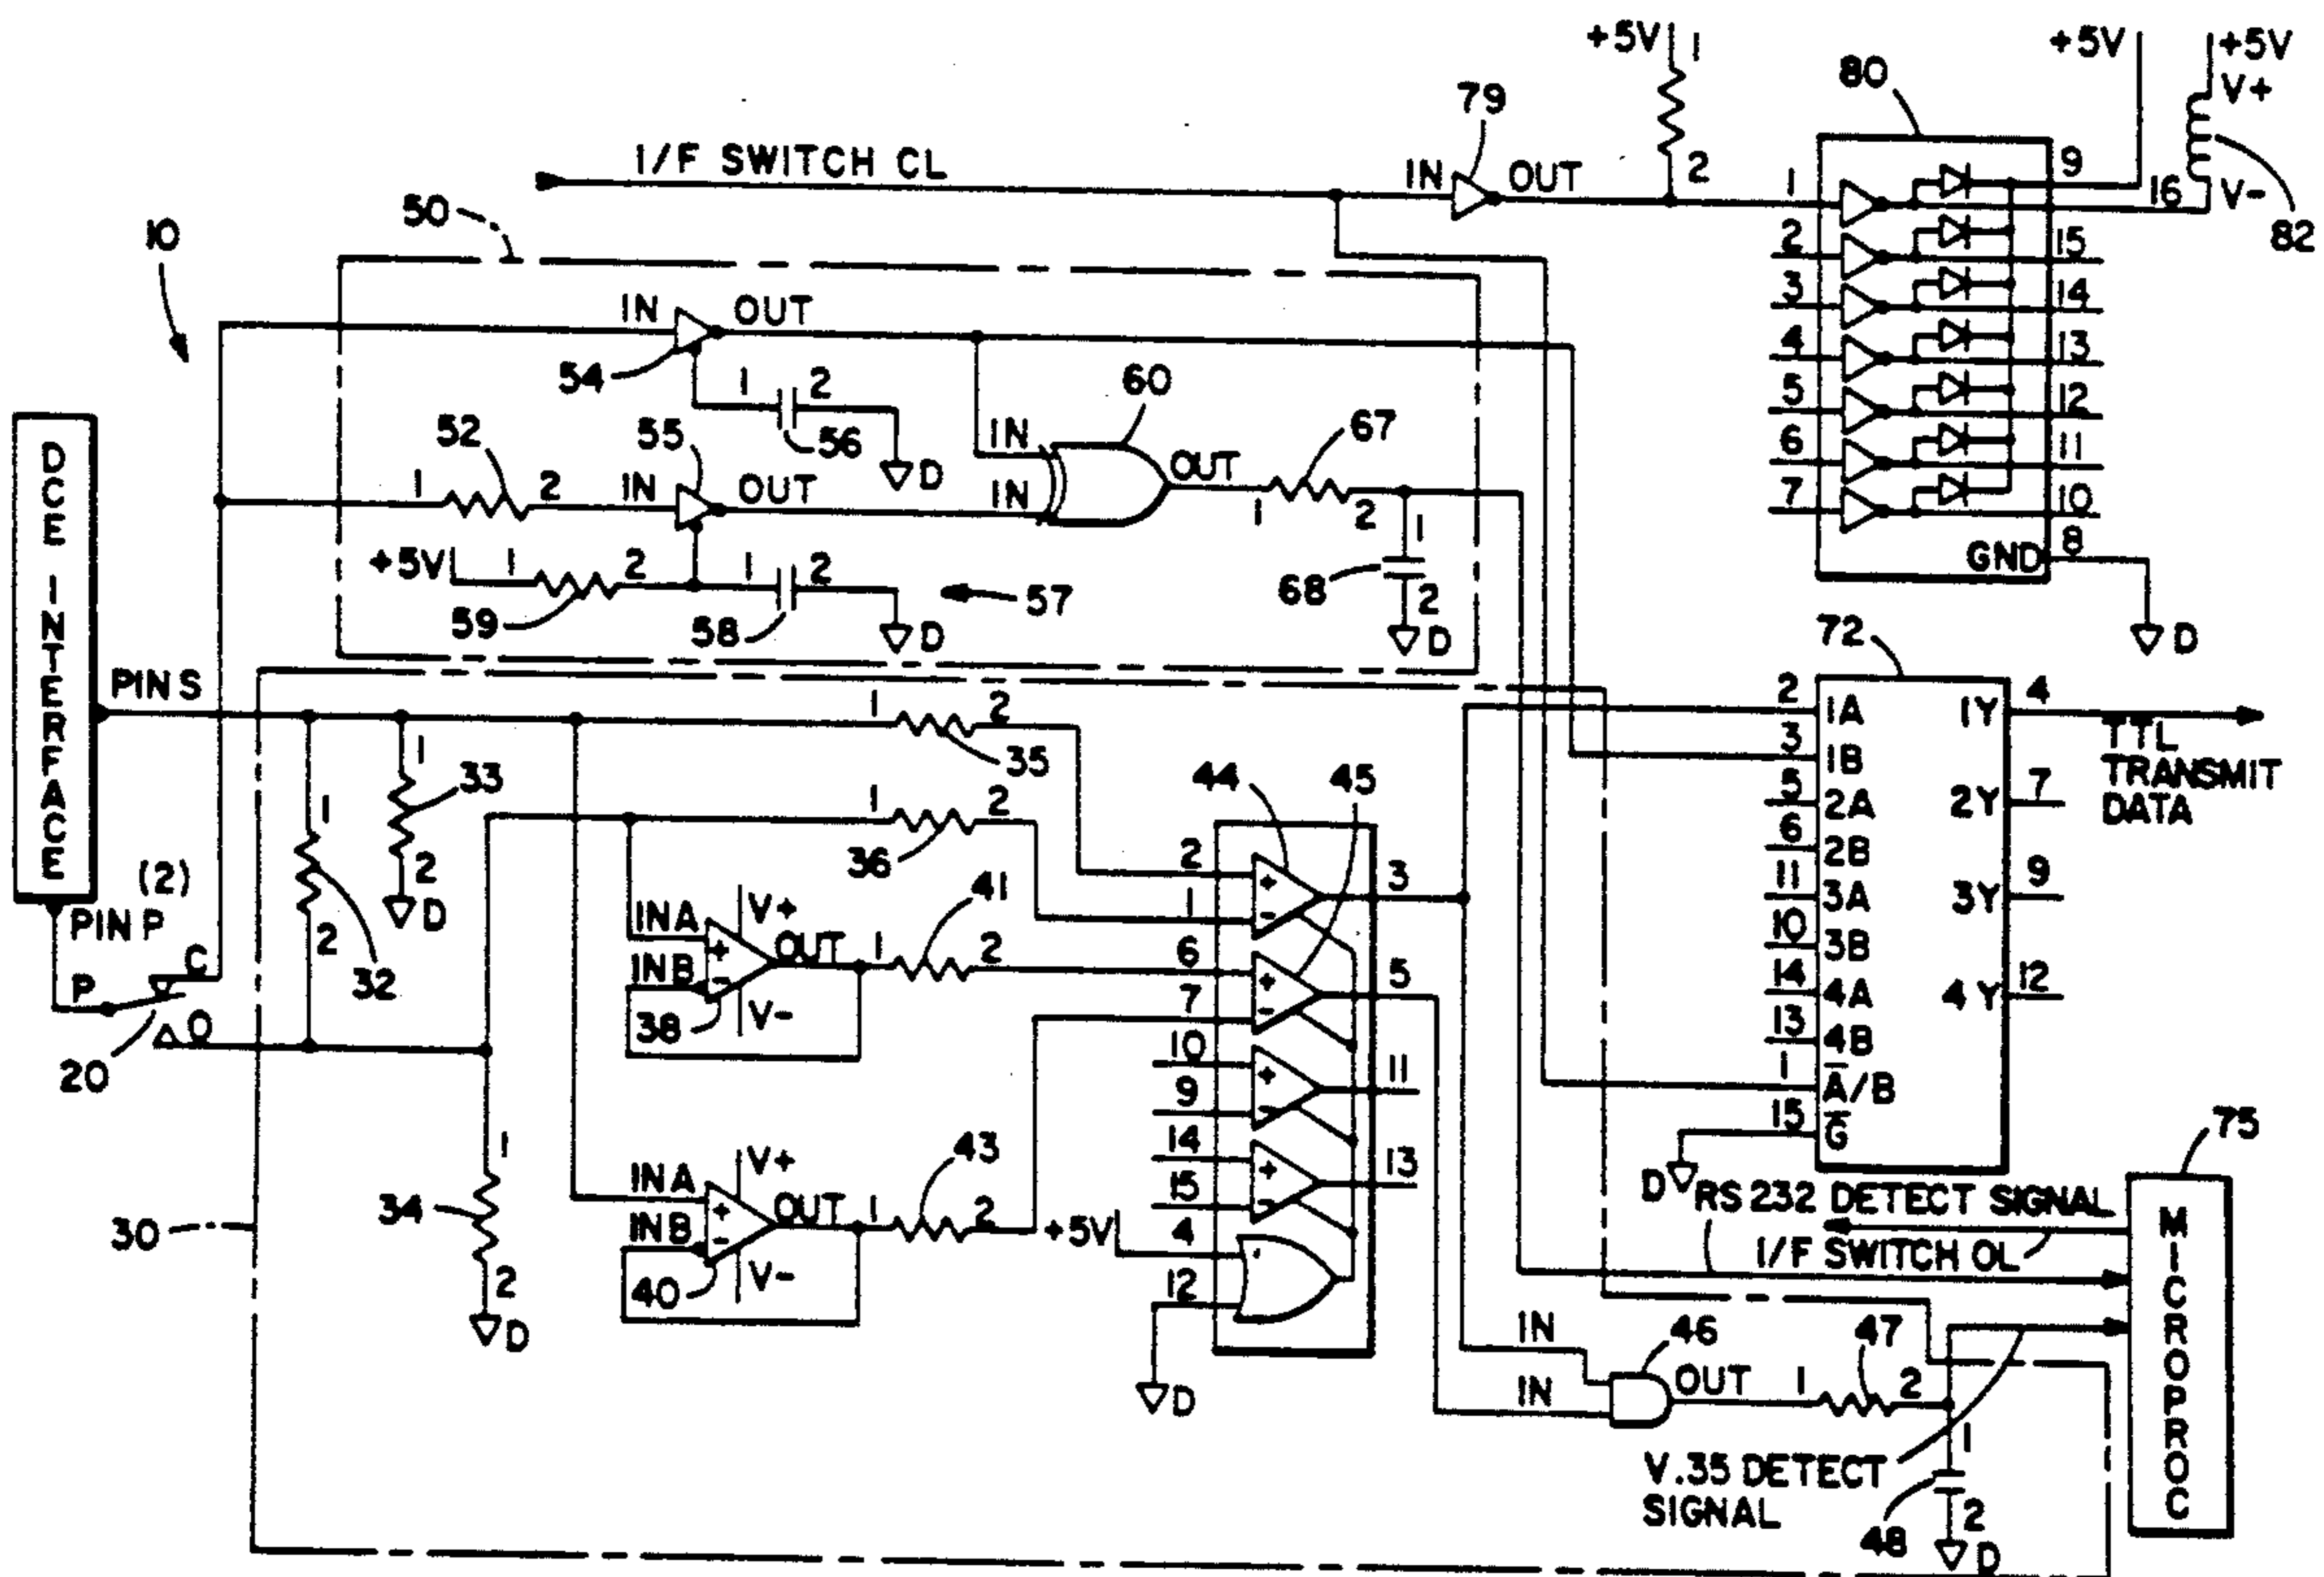 +5V 1
+5V +5V
80 V+
79
I/F SWITCH CL IN OUT 2
9
1 16 V-
50
10
2 15 82
3 14
4 13
5 12
6 11
7 10
GND 8
D
IN OUT
54 1 2
56 D
60
IN OUT 67
1 2
52 55
1 2 IN OUT IN
+5V 1 2 1 2
59 58 D
57
1
68 2
D
DCE INTERFACE
PIN S
PIN P
(2)
P C
O
20
1 2
35
1
33
2
D
1
2
32
1 2
36
INA V+
INB OUT 1 2
41
38 V-
1
34
2
D
30
INA V+
INB OUT 1 2
43
40 V-
44 45
2 3
1
6 5
7
10 11
9
14 13
15
+5V 4
12
D
72
2 1A 1Y 4
3 1B
TTL
TRANSMIT
DATA
5 2A 2Y 7
6 2B
11 3A 3Y 9
10 3B
14 4A 4Y 12
13 4B
1 A/B
15 G
D
RS 232 DETECT SIGNAL
I/F SWITCH OL
75
MICROPROC
IN 46
IN OUT 1 2
47
V.35 DETECT
SIGNAL
1
48 2
D